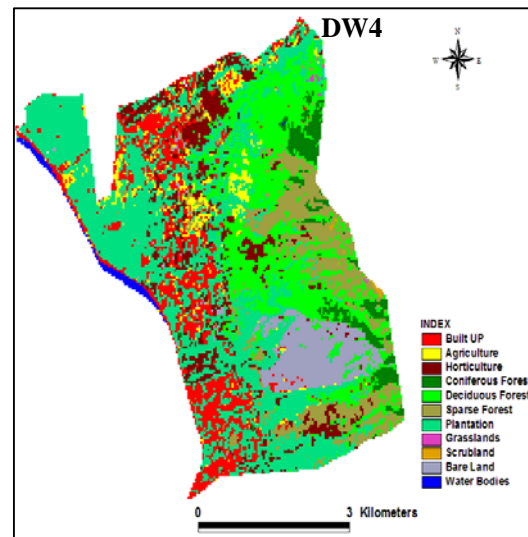 DW4
N
W E
S
INDEX
Built UP
Agriculture
Horticulture
Coniferous Forest
Deciduous Forest
Sparse Forest
Plantation
Grasslands
Scrubland
Bare Land
Water Bodies
0 3 Kilometers